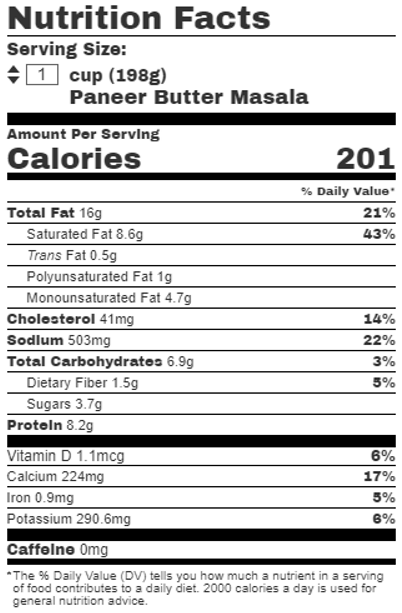 Nutrition Facts
Serving Size:
1 cup (198g)
Paneer Butter Masala
Amount Per Serving
Calories 201
% Daily Value*
Total Fat 16g 21%
Saturated Fat 8.6g 43%
Trans Fat 0.5g
Polyunsaturated Fat 1g
Monounsaturated Fat 4.7g
Cholesterol 41mg 14%
Sodium 503mg 22%
Total Carbohydrates 6.9g 3%
Dietary Fiber 1.5g 5%
Sugars 3.7g
Protein 8.2g
Vitamin D 1.1mcg 6%
Calcium 224mg 17%
Iron 0.9mg 5%
Potassium 290.6mg 6%
Caffeine 0mg
*The % Daily Value (DV) tells you how much a nutrient in a serving
of food contributes to a daily diet. 2000 calories a day is used for
general nutrition advice.